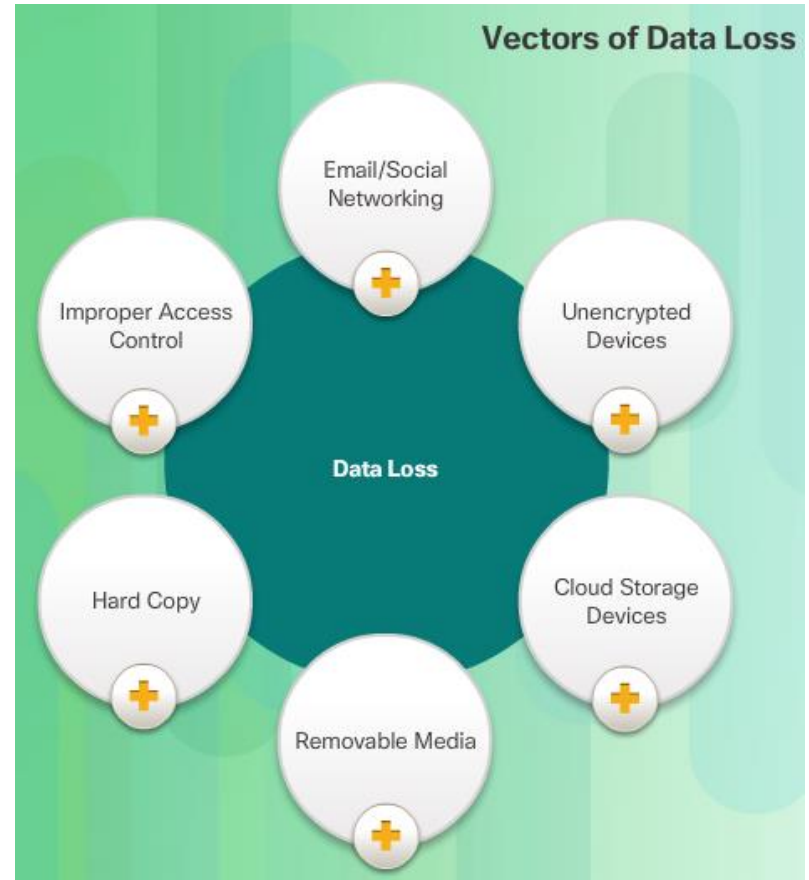 Vectors of Data Loss
Email/Social
Networking
Unencrypted
Devices
Cloud Storage
Devices
Removable Media
Hard Copy
Improper Access
Control
Data Loss